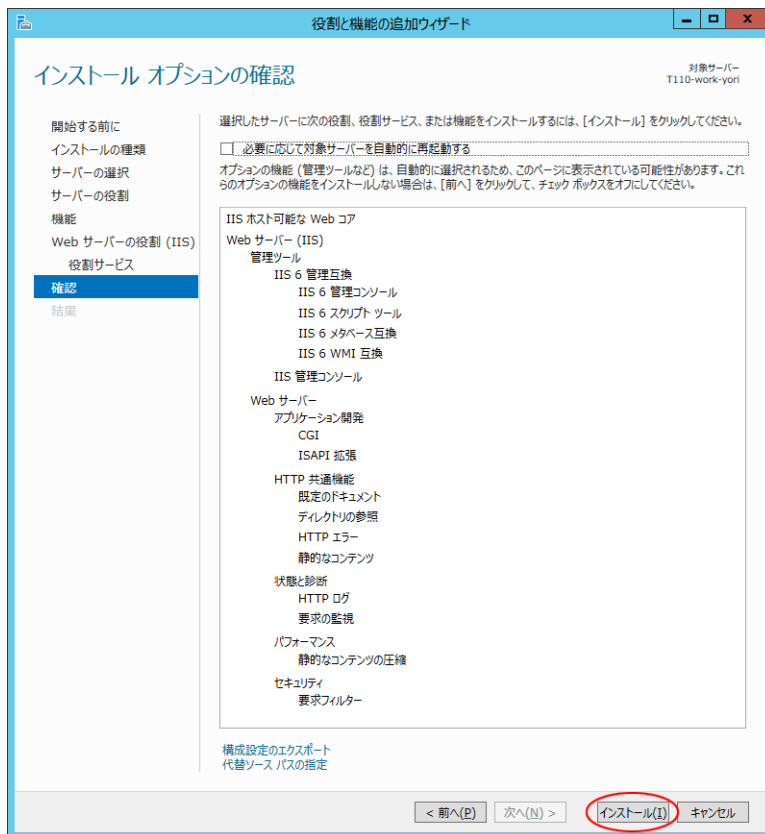 役割と機能の追加ウィザード
インストール オプションの確認
対象サーバー
T110-work-yori
開始する前に
インストールの種類
サーバーの選択
サーバーの役割
機能
Web サーバーの役割 (IIS)
役割サービス
確認
結果
選択したサーバーに次の役割、役割サービス、または機能をインストールするには、[インストール] をクリックしてください。
必要に応じて対象サーバーを自動的に再起動する
オプションの機能 (管理ツールなど) は、自動的に選択されるため、このページに表示されている可能性があります。これ
らのオプションの機能をインストールしない場合は、[前へ] をクリックして、チェック ボックスをオフにしてください。
IIS ホスト可能な Web コア
Web サーバー (IIS)
管理ツール
IIS 6 管理互換
IIS 6 管理コンソール
IIS 6 スクリプト ツール
IIS 6 メタベース互換
IIS 6 WMI 互換
IIS 管理コンソール
Web サーバー
アプリケーション開発
CGI
ISAPI 拡張
HTTP 共通機能
既定のドキュメント
ディレクトリの参照
HTTP エラー
静的なコンテンツ
状態と診断
HTTP ログ
要求の監視
パフォーマンス
静的なコンテンツの圧縮
セキュリティ
要求フィルター
構成設定のエクスポート
代替ソース パスの指定
< 前へ(P)
次へ(N) >
インストール(I)
キャンセル